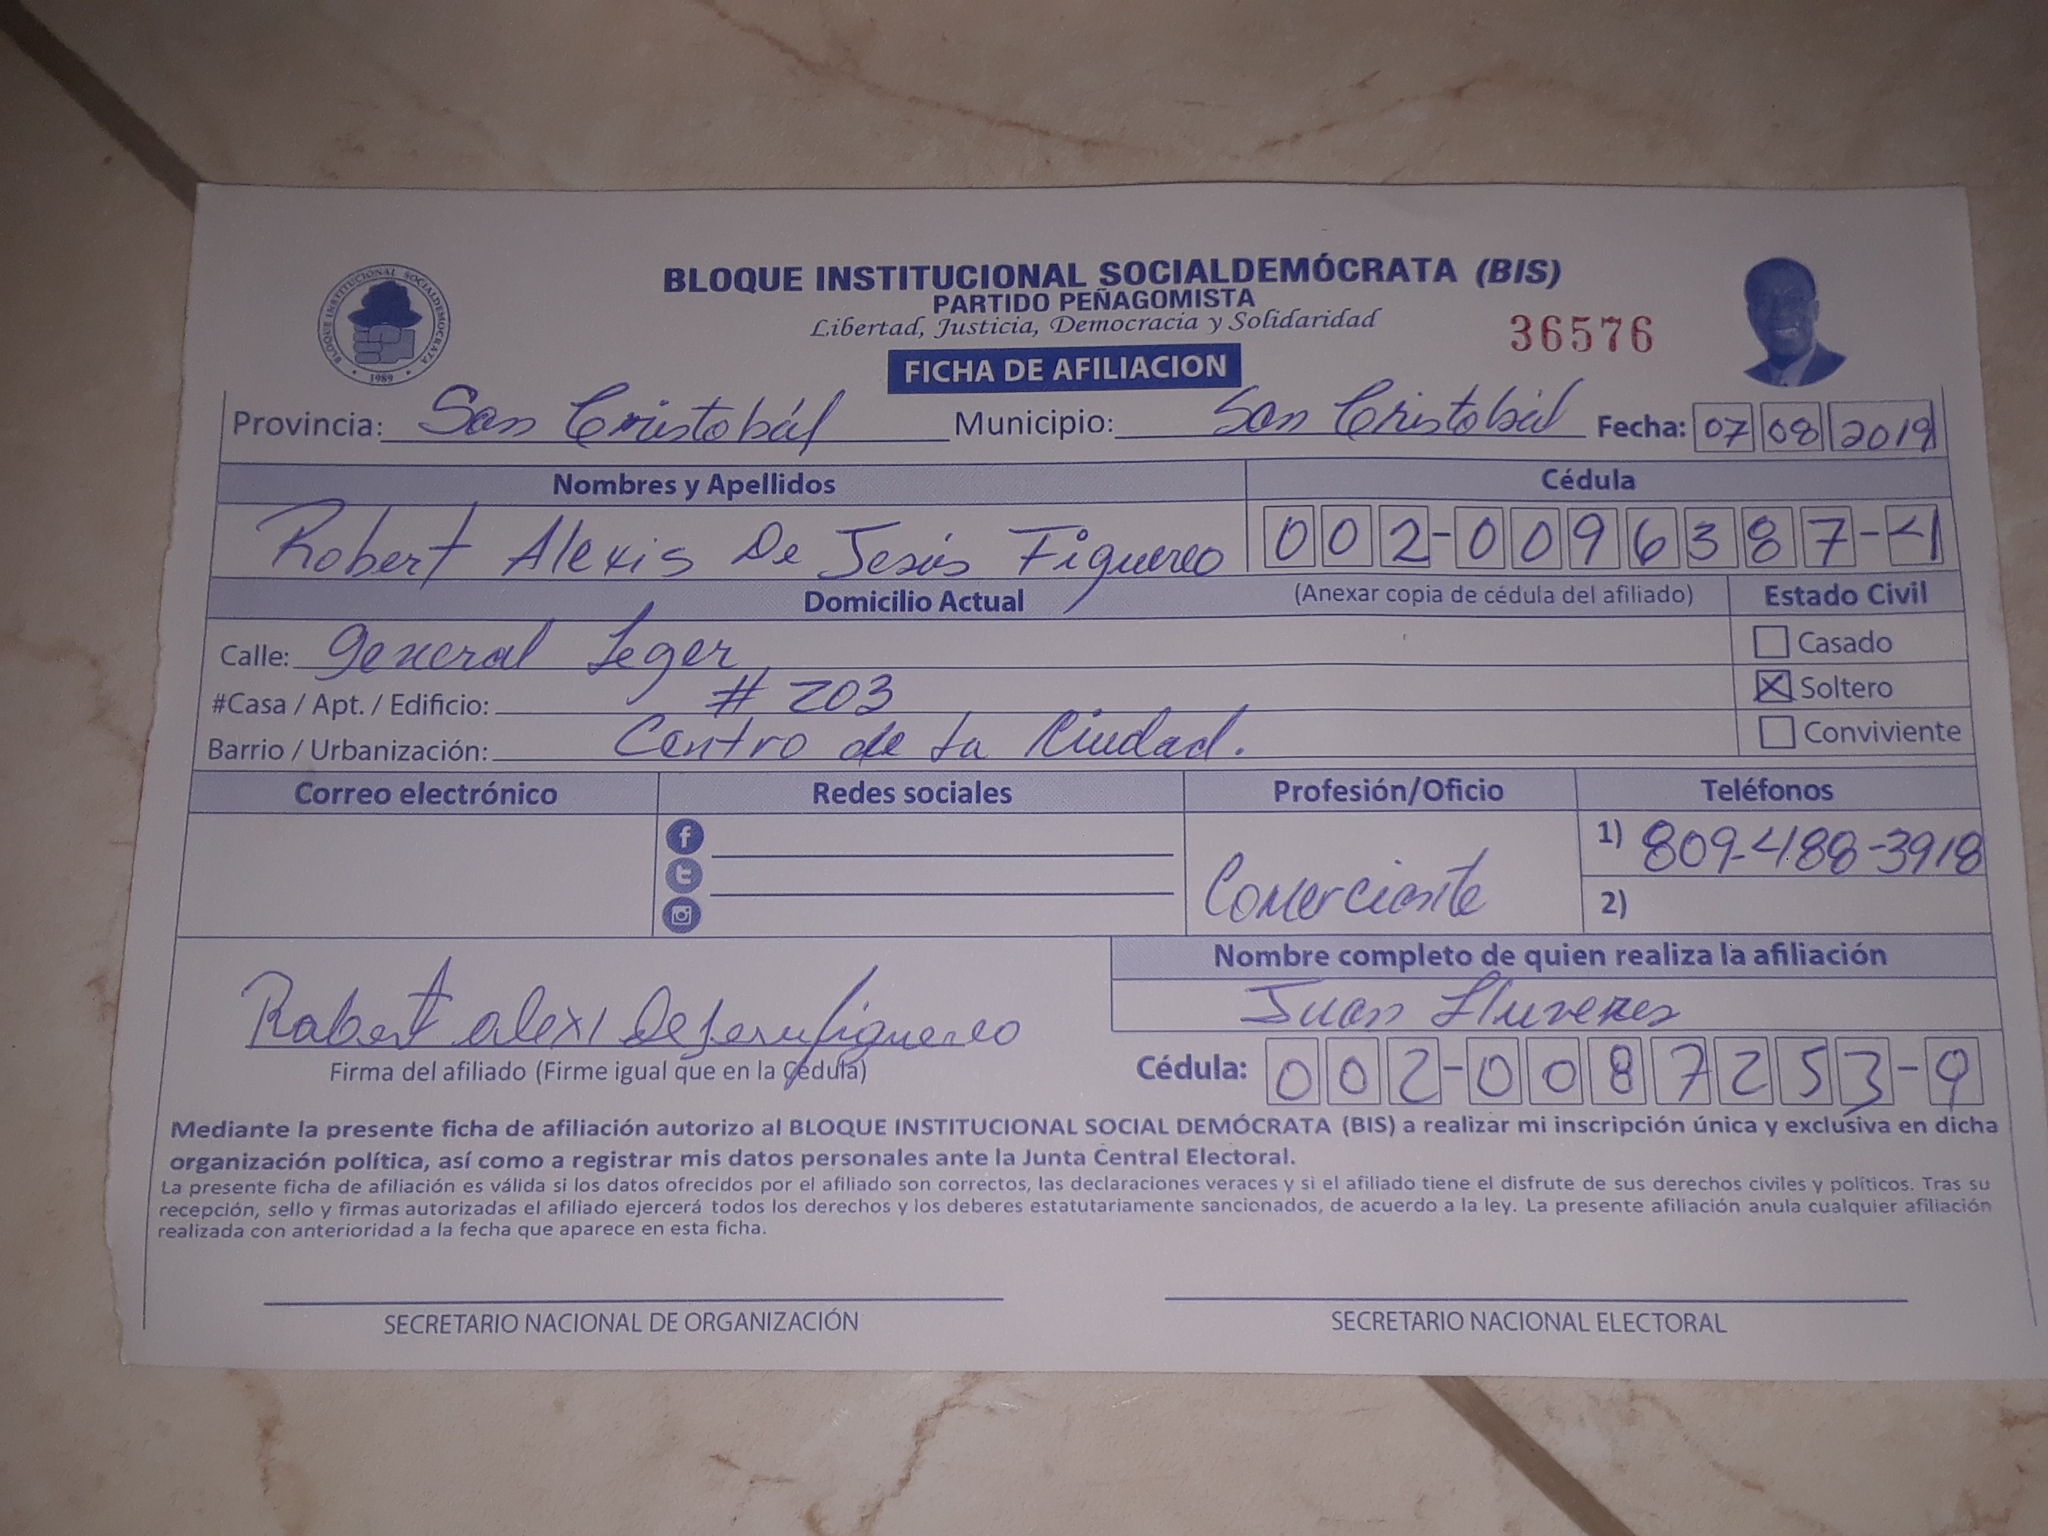 BLOQUE INSTITUCIONAL SOCIALDEMOCRATA
1989
BLOQUE INSTITUCIONAL SOCIALDEMÓCRATA (BIS)
PARTIDO PEÑAGOMISTA
Libertad, Justicia, Democracia y Solidaridad
36576
FICHA DE AFILIACION
Provincia: San Cristobál Municipio: San Cristobál Fecha: 07 08 2019
Nombres y Apellidos Cédula
Robert Alexis De Jesús Figuereo 002-0096387-4
Domicilio Actual (Anexar copia de cédula del afiliado) Estado Civil
Calle: General Leger Casado
#Casa / Apt. / Edificio: # 203 Soltero
Barrio / Urbanización: Centro de La Ciudad. Conviviente
Correo electrónico Redes sociales Profesión/Oficio Teléfonos
1) 809-488-3918
Comerciante
2)
Nombre completo de quien realiza la afiliación
Juan
Robert alexi De Jesus figuereo
Firma del afiliado (Firme igual que en la Cédula) Cédula: 002-0087253-9
Mediante la presente ficha de afiliación autorizo al BLOQUE INSTITUCIONAL SOCIAL DEMÓCRATA (BIS) a realizar mi inscripción única y exclusiva en dicha
organización política, así como a registrar mis datos personales ante la Junta Central Electoral.
La presente ficha de afiliación es válida si los datos ofrecidos por el afiliado son correctos, las declaraciones veraces y si el afiliado tiene el disfrute de sus derechos civiles y políticos. Tras su
recepción, sello y firmas autorizadas el afiliado ejercerá todos los derechos y los deberes estatutariamente sancionados, de acuerdo a la ley. La presente afiliación anula cualquier afiliación
realizada con anterioridad a la fecha que aparece en esta ficha.
SECRETARIO NACIONAL DE ORGANIZACIÓN SECRETARIO NACIONAL ELECTORAL